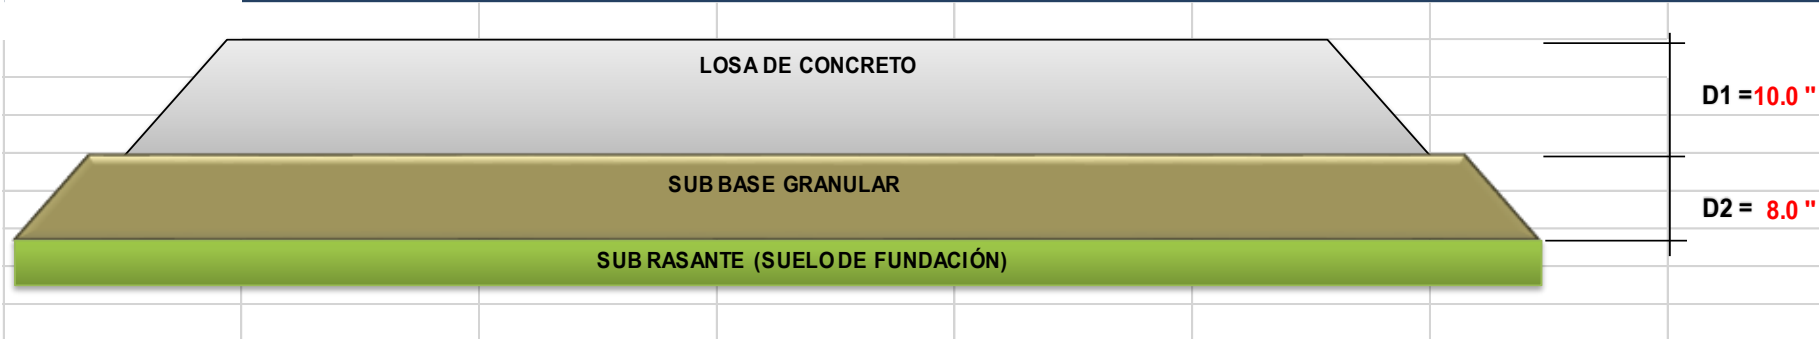 LOSA DE CONCRETO
D1 = 10.0 "
SUB BASE GRANULAR
D2 = 8.0 "
SUB RASANTE (SUELO DE FUNDACIÓN)